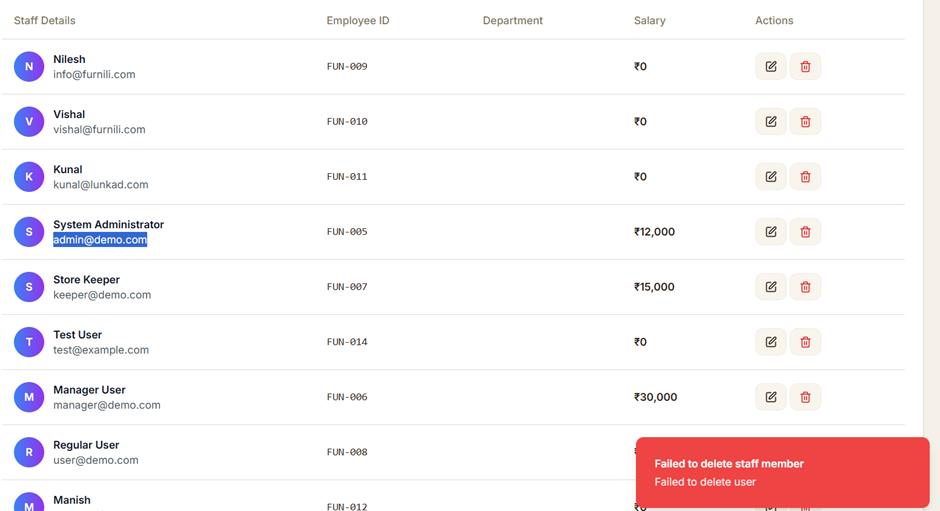 Staff Details Employee ID Department Salary Actions
N Nilesh
info@furnili.com FUN-009 ₹0
V Vishal
vishal@furnili.com FUN-010 ₹0
K Kunal
kunal@lunkad.com FUN-011 ₹0
S System Administrator
admin@demo.com FUN-005 ₹12,000
S Store Keeper
keeper@demo.com FUN-007 ₹15,000
T Test User
test@example.com FUN-014 ₹0
M Manager User
manager@demo.com FUN-006 ₹30,000
R Regular User
user@demo.com FUN-008
Failed to delete staff member
Failed to delete user
M Manish
FUN-012 ₹0